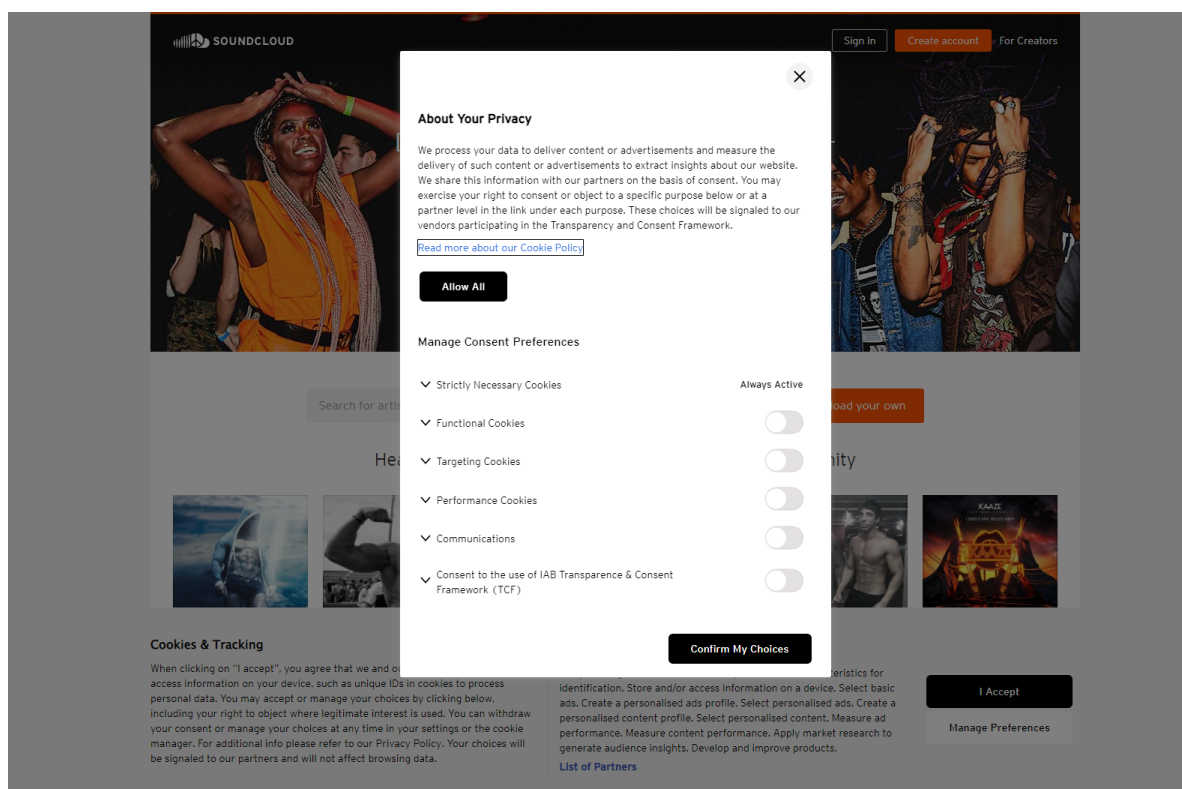 SOUNDCLOUD
Sign in
Create account
For Creators
About Your Privacy
We process your data to deliver content or advertisements and measure the
delivery of such content or advertisements to extract insights about our website.
We share this information with our partners on the basis of consent. You may
exercise your right to consent or object to a specific purpose below or at a
partner level in the link under each purpose. These choices will be signaled to our
vendors participating in the Transparency and Consent Framework.
Read more about our Cookie Policy
Allow All
Manage Consent Preferences
Strictly Necessary Cookies
Always Active
Functional Cookies
Targeting Cookies
Performance Cookies
Communications
Consent to the use of IAB Transparence & Consent
Framework (TCF)
Confirm My Choices
Search for artis
oad your own
Hea
nity
KAAZE
Cookies & Tracking
When clicking on "I accept", you agree that we and ou
access information on your device, such as unique IDs in cookies to process
personal data. You may accept or manage your choices by clicking below,
including your right to object where legitimate interest is used. You can withdraw
your consent or manage your choices at any time in your settings or the cookie
manager. For additional info please refer to our Privacy Policy. Your choices will
be signaled to our partners and will not affect browsing data.
teristics for
identification. Store and/or access information on a device. Select basic
ads. Create a personalised ads profile. Select personalised ads. Create a
personalised content profile. Select personalised content. Measure ad
performance. Measure content performance. Apply market research to
generate audience insights. Develop and improve products.
List of Partners
I Accept
Manage Preferences